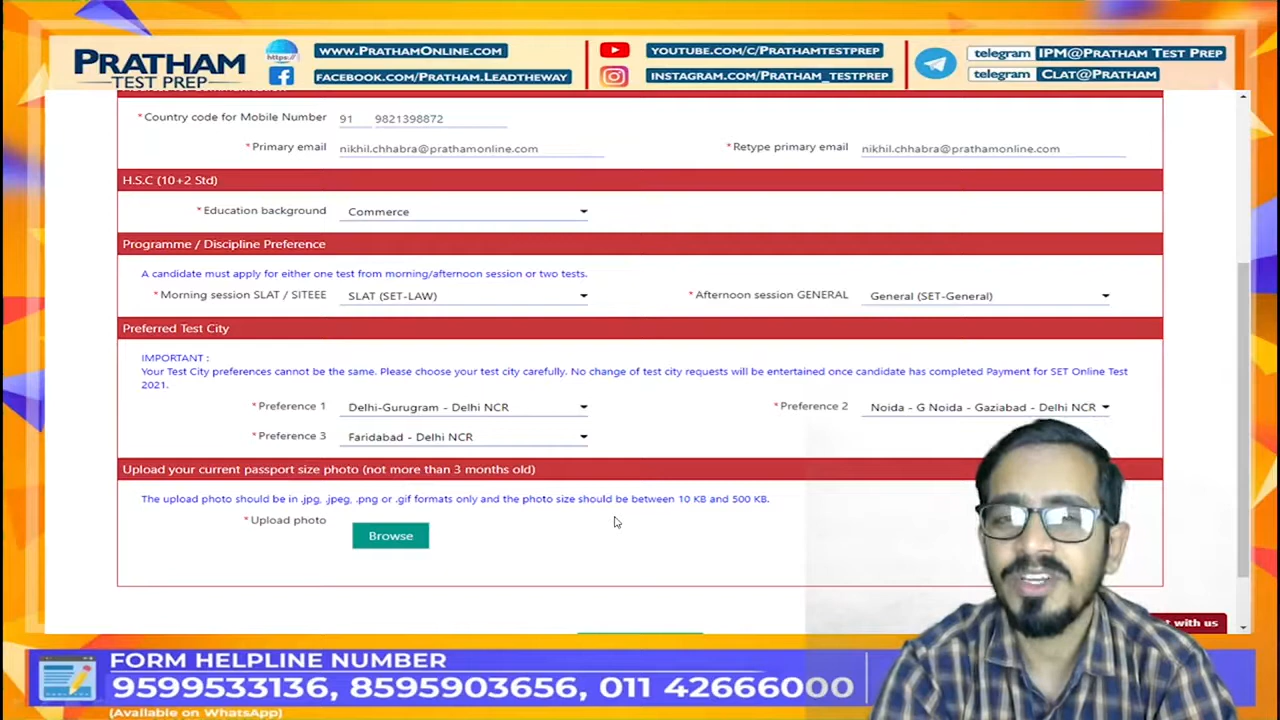 PRATHAM
TEST PREP
https://
www.PrathamOnline.com
facebook.com/Pratham.Leadtheway
youtube.com/c/Prathamtestprep
instagram.com/Pratham_testprep
telegram IPM@Pratham Test Prep
telegram Clat@Pratham
* Country code for Mobile Number 91 9821398872
* Primary email nikhil.chhabra@prathamonline.com * Retype primary email nikhil.chhabra@prathamonline.com
H.S.C (10+2 Std)
* Education background Commerce
Programme / Discipline Preference
A candidate must apply for either one test from morning/afternoon session or two tests.
* Morning session SLAT / SITEEE SLAT (SET-LAW) * Afternoon session GENERAL General (SET-General)
Preferred Test City
IMPORTANT :
Your Test City preferences cannot be the same. Please choose your test city carefully. No change of test city requests will be entertained once candidate has completed Payment for SET Online Test
2021.
* Preference 1 Delhi-Gurugram - Delhi NCR * Preference 2 Noida - G Noida - Gaziabad - Delhi NCR
* Preference 3 Faridabad - Delhi NCR
Upload your current passport size photo (not more than 3 months old)
The upload photo should be in .jpg, .jpeg, .png or .gif formats only and the photo size should be between 10 KB and 500 KB.
* Upload photo
Browse
t with us
FORM HELPLINE NUMBER
9599533136, 8595903656, 011 42666000
(Available on WhatsApp)